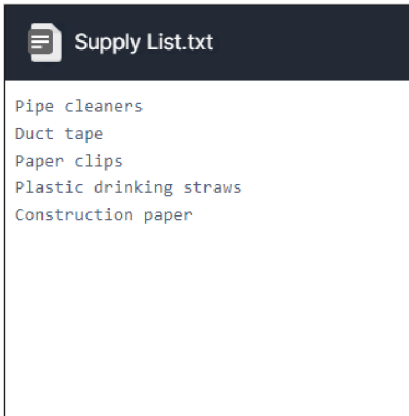 Supply List.txt
Pipe cleaners
Duct tape
Paper clips
Plastic drinking straws
Construction paper